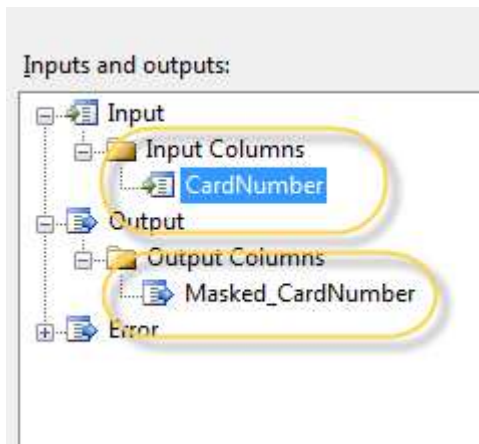 Inputs and outputs:
Input
Input Columns
CardNumber
Output
Output Columns
Masked_CardNumber
Error